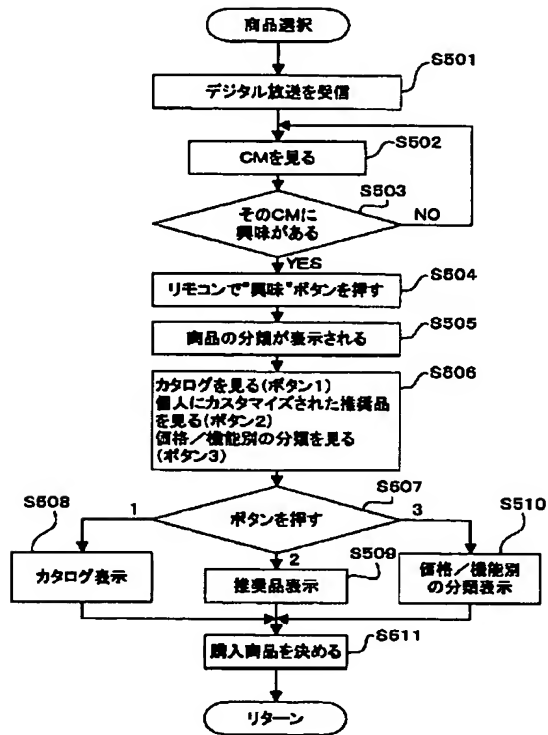 商品選択
S501
デジタル放送を受信
S502
CMを見る
S503
そのCMに
興味がある
NO
YES
S504
リモコンで"興味"ボタンを押す
S505
商品の分類が表示される
S506
カタログを見る(ボタン1)
個人にカスタマイズされた推奨品
を見る(ボタン2)
価格/機能別の分類を見る
(ボタン3)
S507
ボタンを押す
1
2
3
S508
カタログ表示
S509
推奨品表示
S510
価格/機能別
の分類表示
S511
購入商品を決める
リターン